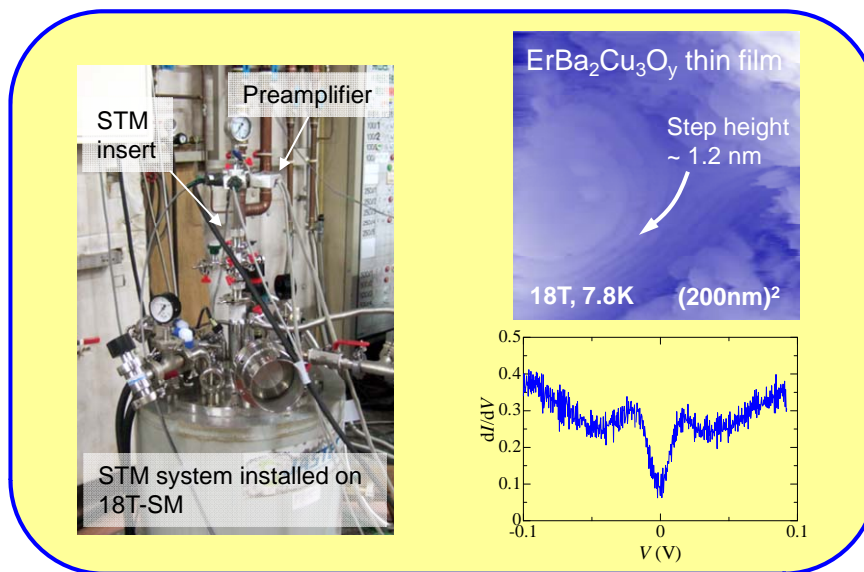 Preamplifier
STM
insert
STM system installed on
18T-SM
ErBa₂Cu₃Oy thin film
Step height
~ 1.2 nm
18T, 7.8K (200nm)²
0.5
0.4
0.3
0.2
0.1
0
dI/dV
-0.1 0 0.1
V (V)